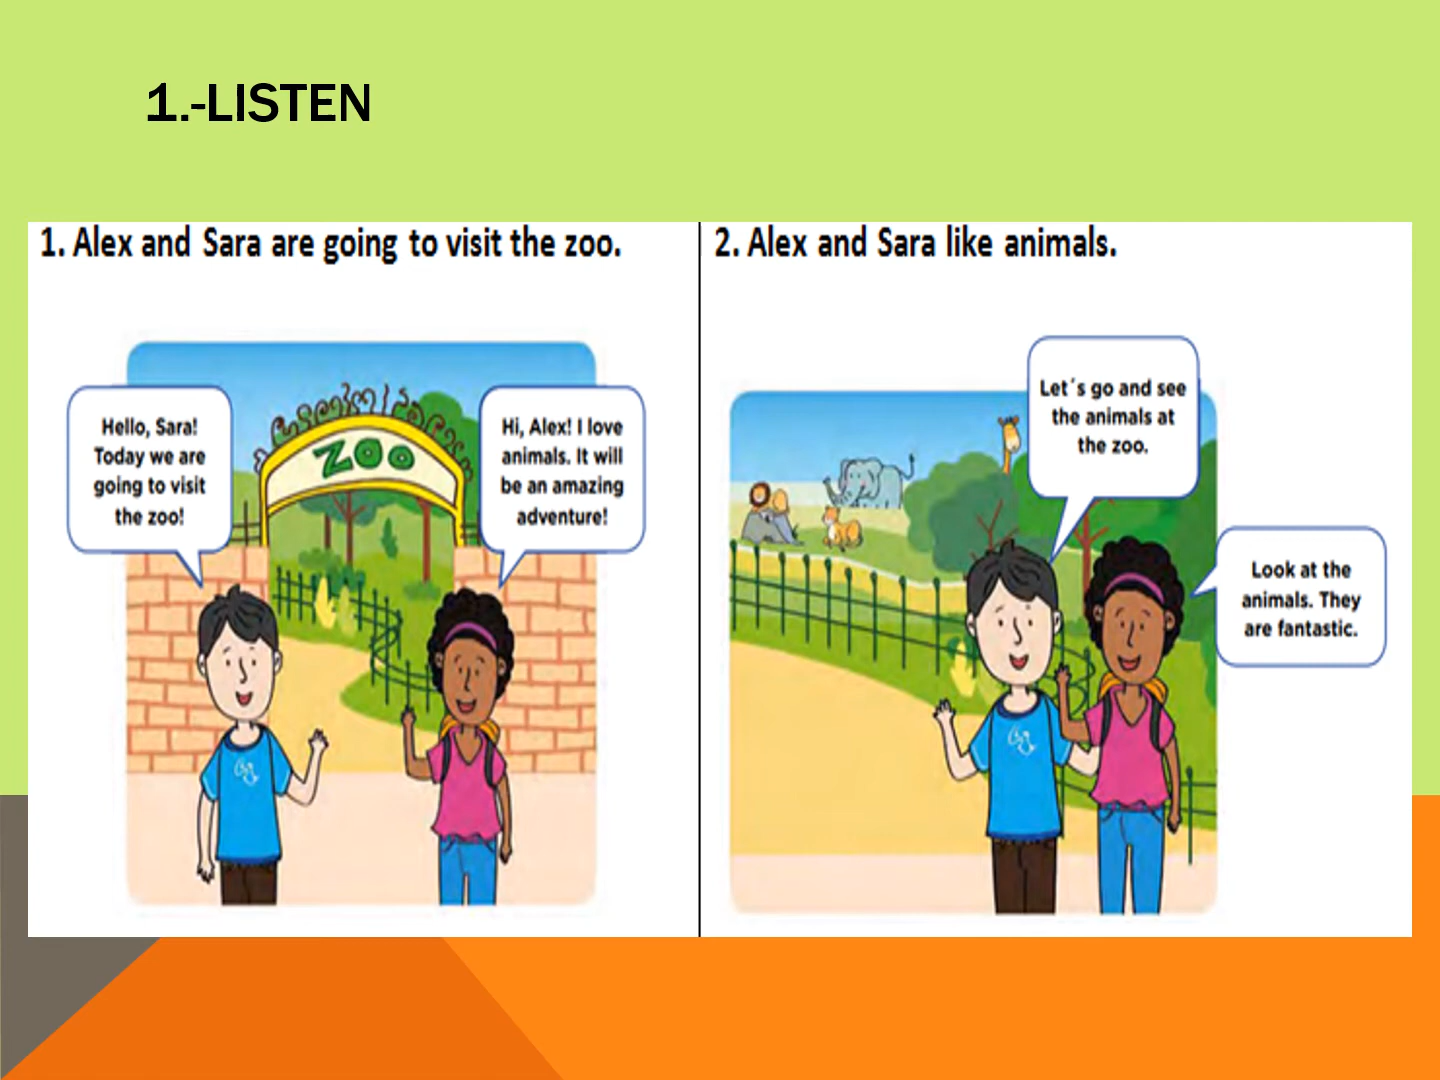 1.-LISTEN
1. Alex and Sara are going to visit the zoo.
Hello, Sara!
Today we are
going to visit
the zoo!
ZOO
Hi, Alex! I love
animals. It will
be an amazing
adventure!
2. Alex and Sara like animals.
Let´s go and see
the animals at
the zoo.
Look at the
animals. They
are fantastic.